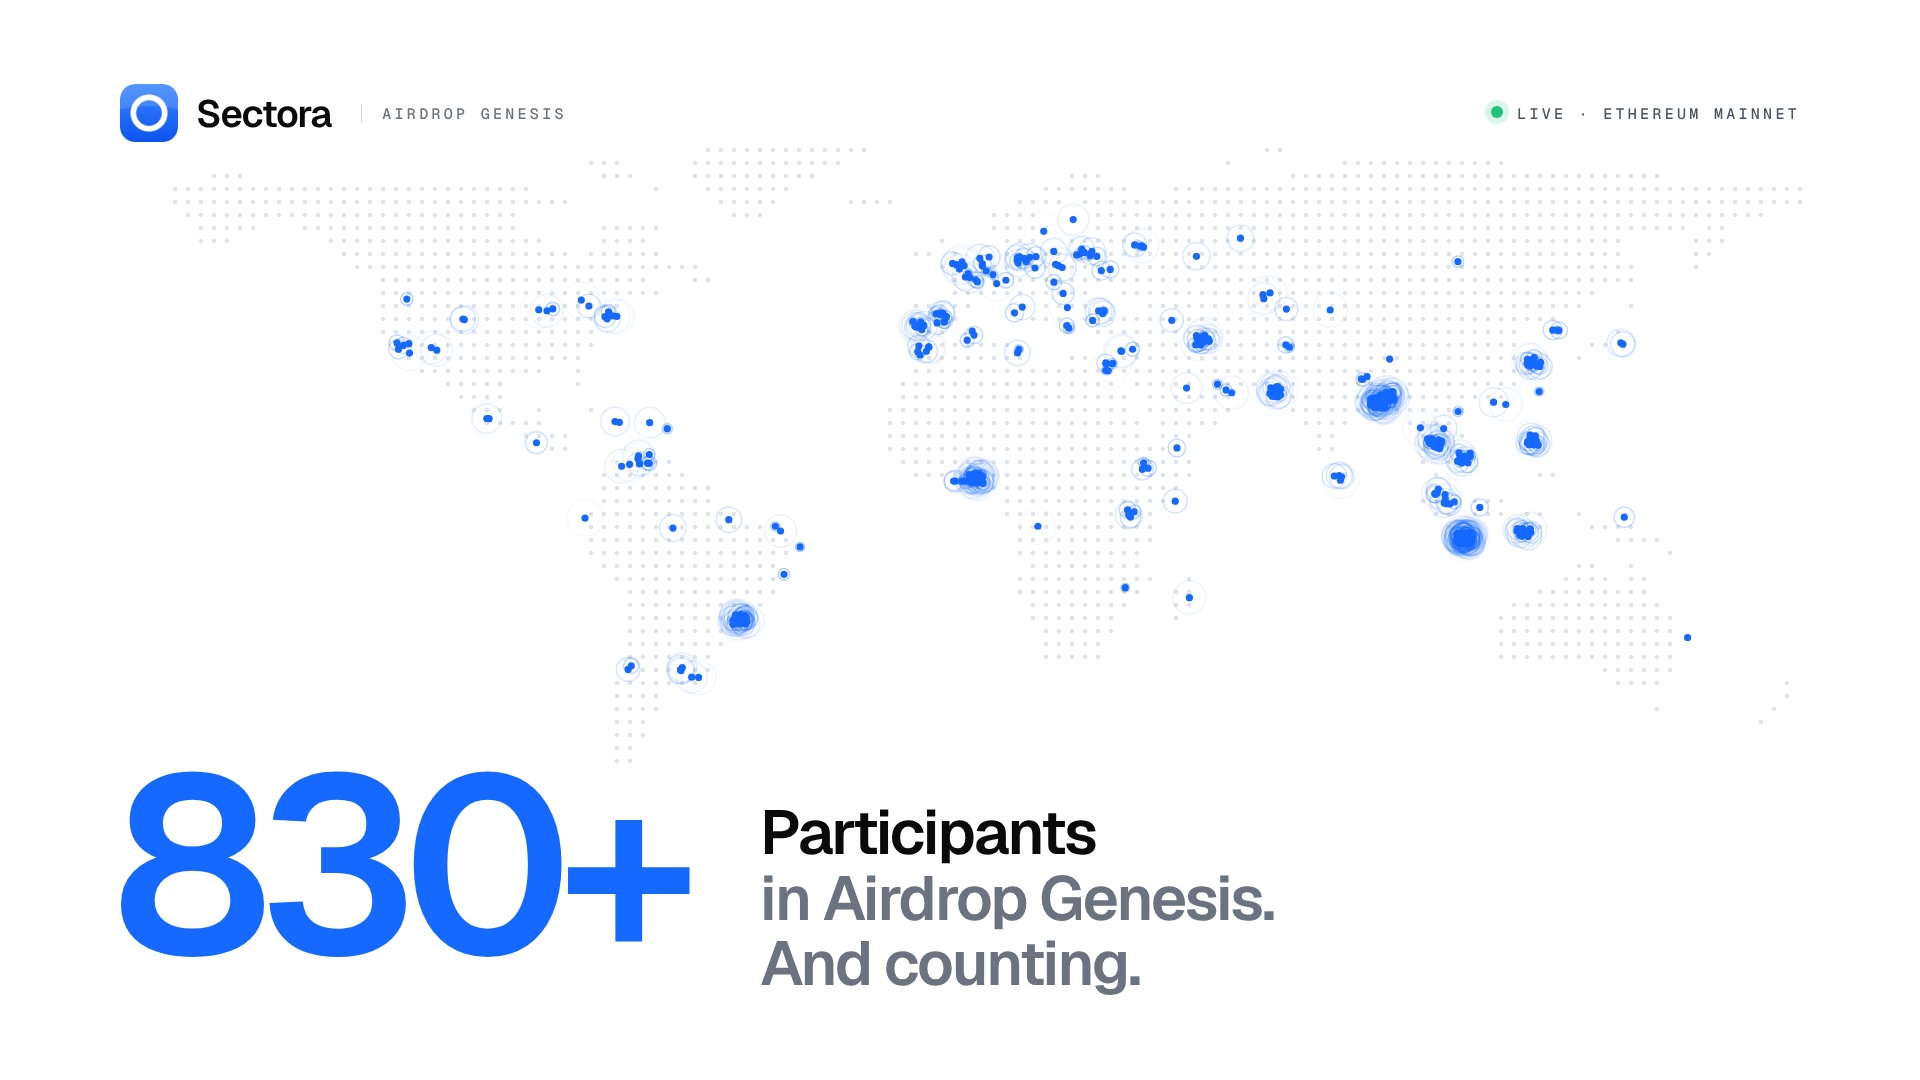 Sectora
AIRDROP GENESIS
LIVE · ETHEREUM MAINNET
830+
Participants
in Airdrop Genesis.
And counting.